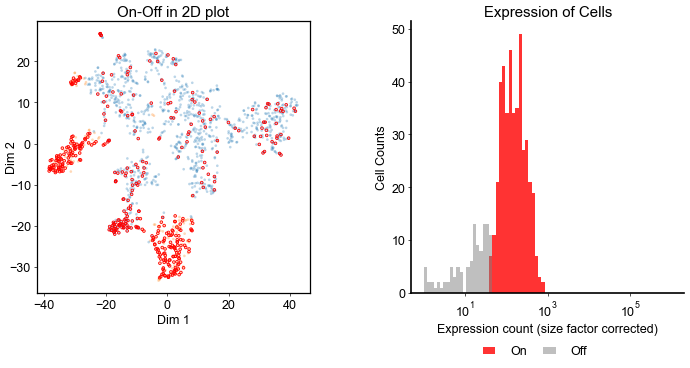 On-Off in 2D plot
Dim 2
20
10
0
−10
−20
−30
−40
−20
0
20
40
Dim 1
Expression of Cells
Cell Counts
50
40
30
20
10
0
10¹
10³
10⁵
Expression count (size factor corrected)
On
Off